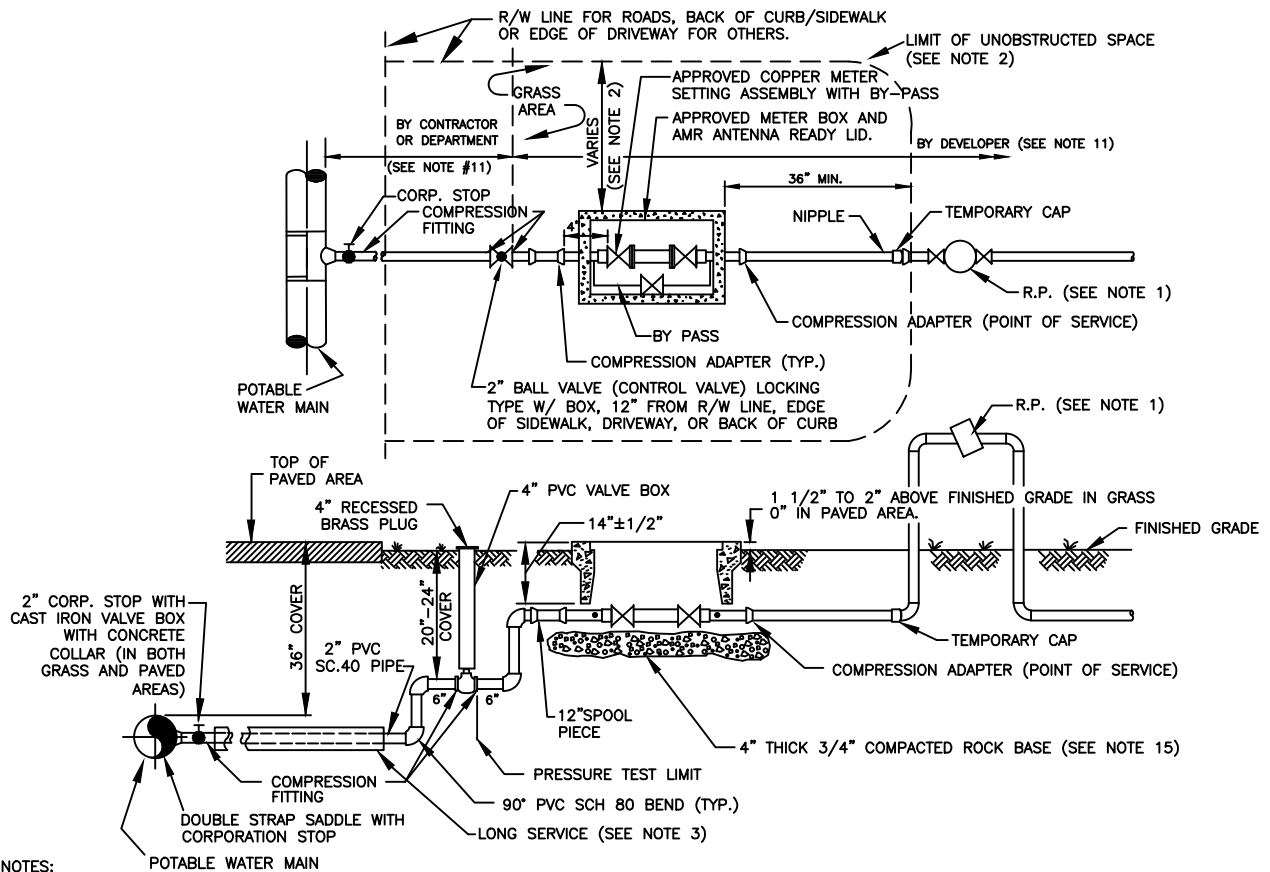 R/W LINE FOR ROADS, BACK OF CURB/SIDEWALK
OR EDGE OF DRIVEWAY FOR OTHERS.
LIMIT OF UNOBSTRUCTED SPACE
(SEE NOTE 2)
GRASS
AREA
APPROVED COPPER METER
SETTING ASSEMBLY WITH BY-PASS
APPROVED METER BOX AND
AMR ANTENNA READY LID.
BY CONTRACTOR
OR DEPARTMENT
(SEE NOTE #11)
VARIES
(SEE NOTE 2)
BY DEVELOPER (SEE NOTE 11)
36" MIN.
CORP. STOP
COMPRESSION
FITTING
4"
NIPPLE
TEMPORARY CAP
R.P. (SEE NOTE 1)
COMPRESSION ADAPTER (POINT OF SERVICE)
BY PASS
COMPRESSION ADAPTER (TYP.)
POTABLE
WATER MAIN
2" BALL VALVE (CONTROL VALVE) LOCKING
TYPE W/ BOX, 12" FROM R/W LINE, EDGE
OF SIDEWALK, DRIVEWAY, OR BACK OF CURB
R.P. (SEE NOTE 1)
TOP OF
PAVED AREA
4" RECESSED
BRASS PLUG
4" PVC VALVE BOX
14"±1/2"
1 1/2" TO 2" ABOVE FINISHED GRADE IN GRASS
0" IN PAVED AREA.
FINISHED GRADE
2" CORP. STOP WITH
CAST IRON VALVE BOX
WITH CONCRETE
COLLAR (IN BOTH
GRASS AND PAVED
AREAS)
36" COVER
2" PVC
SC.40 PIPE
20"-24"
COVER
6"
6"
TEMPORARY CAP
COMPRESSION ADAPTER (POINT OF SERVICE)
12"SPOOL
PIECE
4" THICK 3/4" COMPACTED ROCK BASE (SEE NOTE 15)
PRESSURE TEST LIMIT
COMPRESSION
FITTING
90° PVC SCH 80 BEND (TYP.)
DOUBLE STRAP SADDLE WITH
CORPORATION STOP
LONG SERVICE (SEE NOTE 3)
POTABLE WATER MAIN
NOTES: